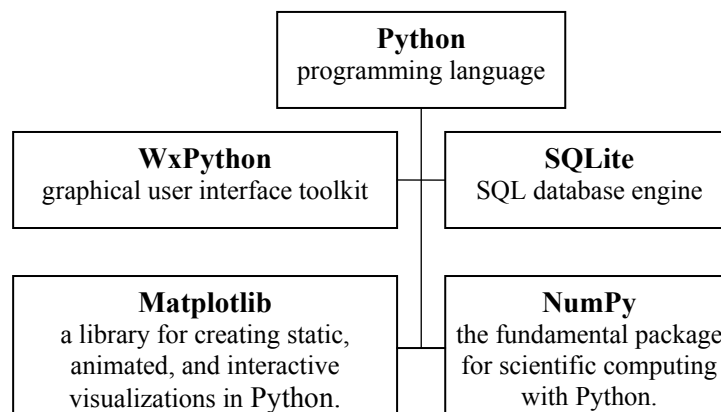 Python
programming language
WxPython
graphical user interface toolkit
SQLite
SQL database engine
Matplotlib
a library for creating static,
animated, and interactive
visualizations in Python.
NumPy
the fundamental package
for scientific computing
with Python.